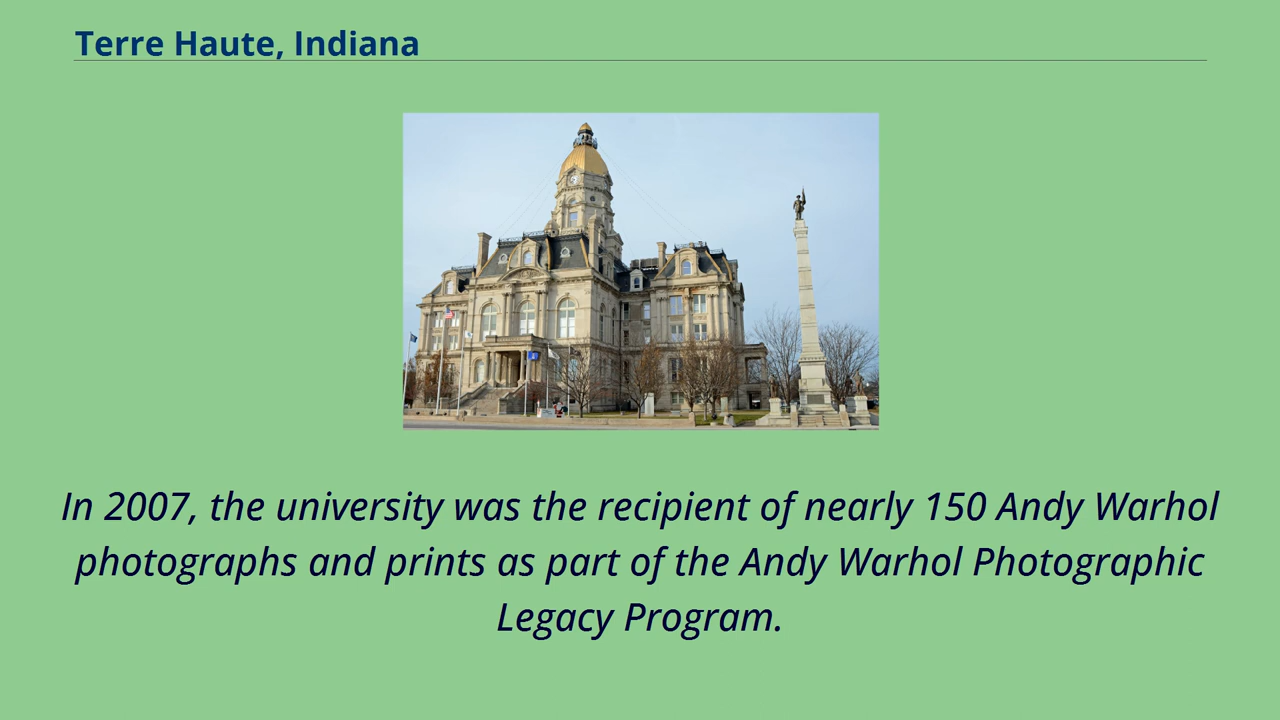 Terre Haute, Indiana
In 2007, the university was the recipient of nearly 150 Andy Warhol
photographs and prints as part of the Andy Warhol Photographic
Legacy Program.